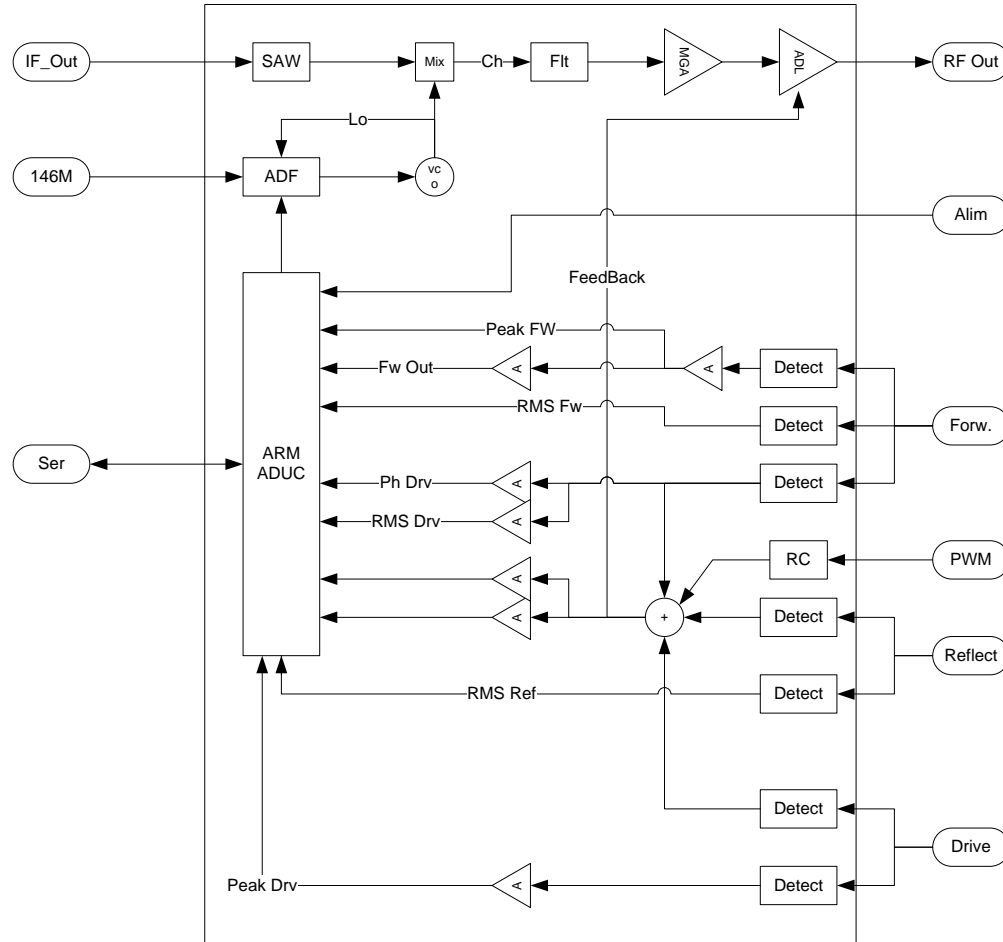 IF_Out
SAW
Mix
Ch
Flt
MGA
ADL
RF Out
Lo
146M
ADF
vc
o
Alim
FeedBack
Peak FW
Fw Out
A
A
Detect
RMS Fw
Detect
Forw.
Ser
ARM
ADUC
Ph Drv
A
Detect
RMS Drv
A
RC
PWM
A
A
+
Detect
Reflect
RMS Ref
Detect
Detect
Drive
Peak Drv
A
Detect